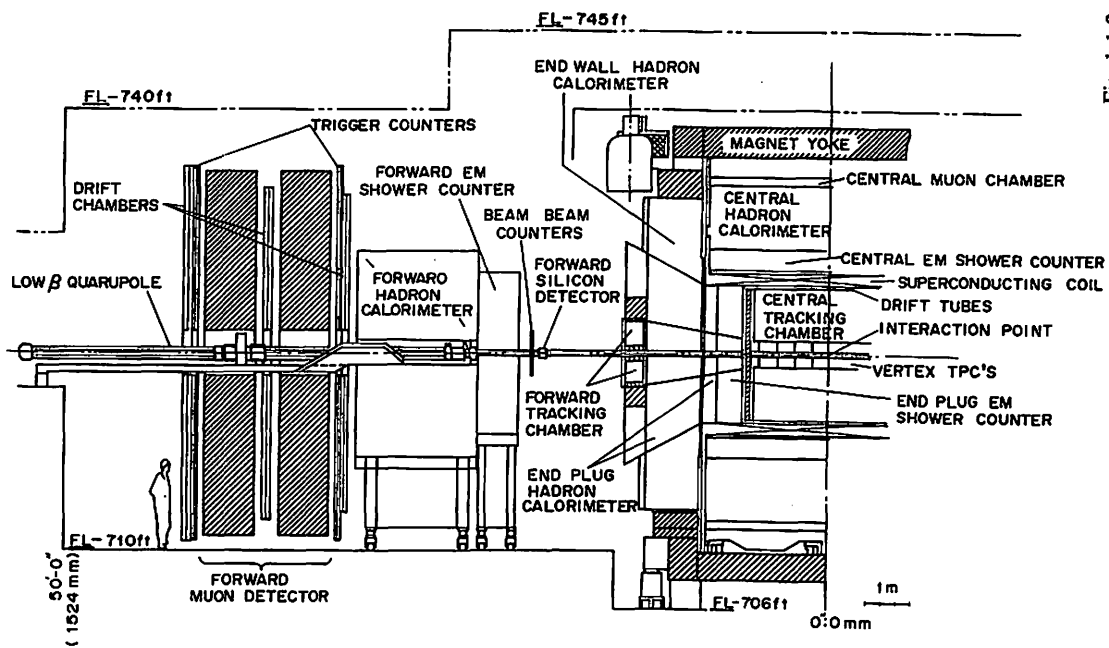 FL-745ft
END WALL HADRON
CALORIMETER
FL-740ft
TRIGGER COUNTERS
MAGNET YOKE
DRIFT
CHAMBERS
FORWARD EM
SHOWER COUNTER
CENTRAL MUON CHAMBER
CENTRAL
HADRON
CALORIMETER
BEAM BEAM
COUNTERS
LOW β QUARUPOLE
FORWARO
HADRON
CALORIMETER
FORWARD
SILICON
DETECTOR
CENTRAL EM SHOWER COUNTER
SUPERCONDUCTING COIL
DRIFT TUBES
CENTRAL
TRACKING
CHAMBER
INTERACTION POINT
VERTEX TPC'S
FORWARD
TRACKING
CHAMBER
END PLUG EM
SHOWER COUNTER
END PLUG
HADRON
CALORIMETER
FL-710ft
50'-0"
(1524 mm)
FORWARD
MUON DETECTOR
FL-706ft
1m
0":0mm